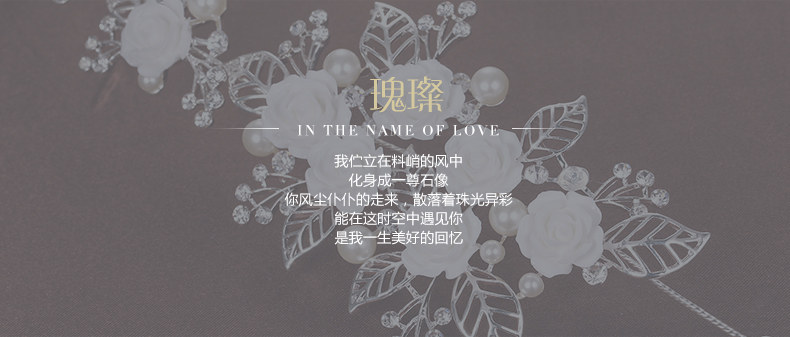 瑰璨
IN THE NAME OF LOVE
我伫立在料峭的风中
化身成一尊石像
你风尘仆仆的走来，散落着珠光异彩
能在这时空中遇见你
是我一生美好的回忆